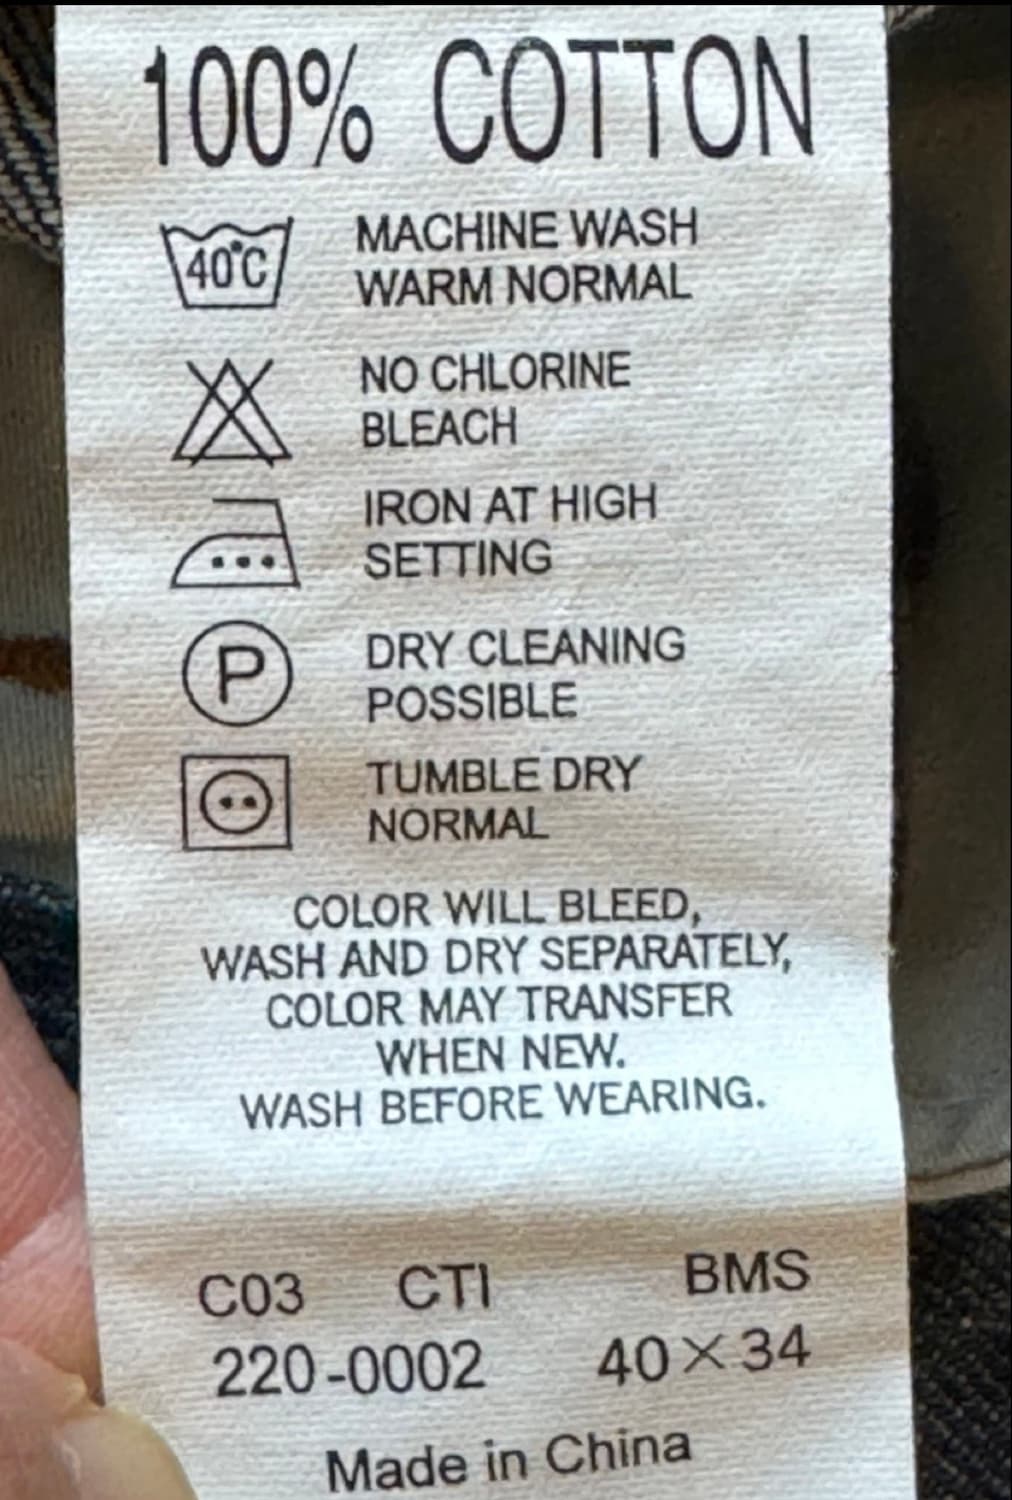 100% COTTON
40°C
MACHINE WASH
WARM NORMAL
NO CHLORINE
BLEACH
IRON AT HIGH
SETTING
P
DRY CLEANING
POSSIBLE
TUMBLE DRY
NORMAL
COLOR WILL BLEED,
WASH AND DRY SEPARATELY,
COLOR MAY TRANSFER
WHEN NEW.
WASH BEFORE WEARING.
C03 CTI BMS
220-0002 40×34
Made in China